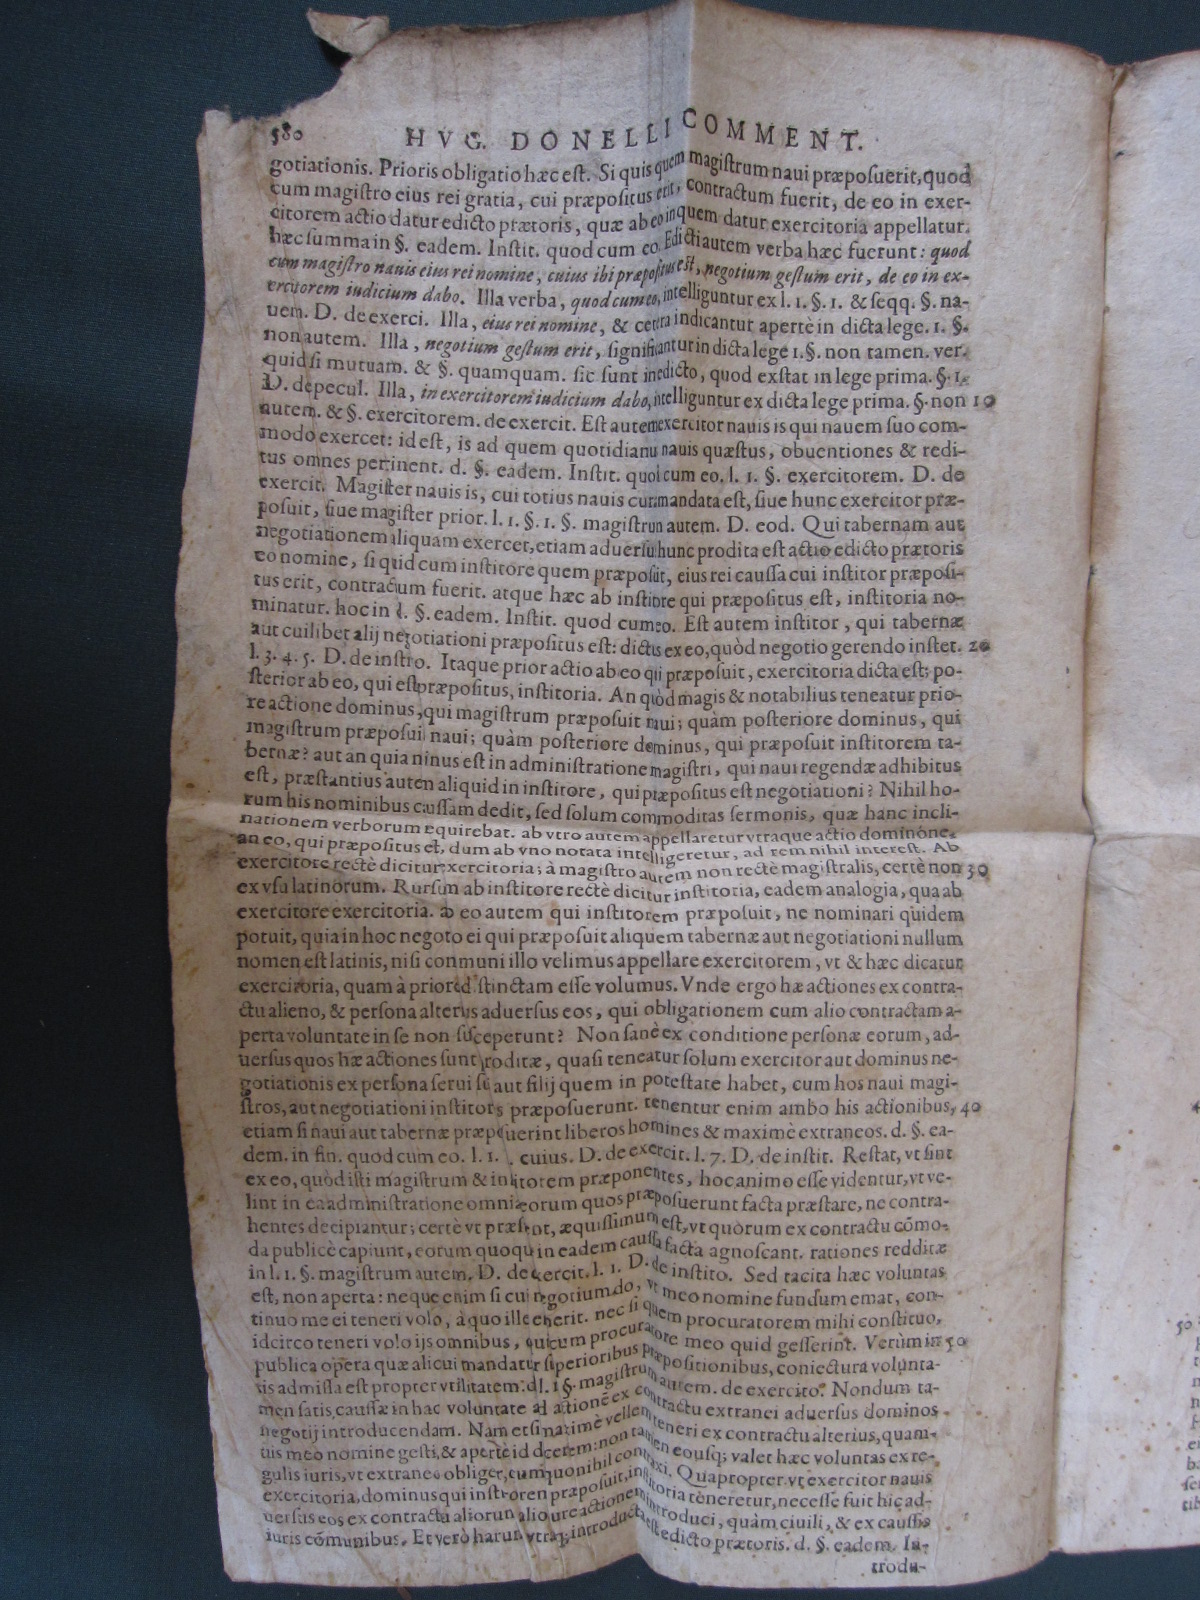 580 HVG. DONELLI COMMENT.
gotiationis. Prioris obligatio hæc est. Si quis quem magistrum naui præposuerit, quod
cum magistro eius rei gratia, cui præpositus erit, contractum fuerit, de eo in exer-
citorem actio datur edicto prætoris, quæ ab eo in quem datur exercitoria appellatur.
hæc summa in §. eadem. Instit. quod cum eo. Edicti autem verba hæc fuerunt: quod
cum magistro nauis eius rei nomine, cuius ibi præpositus est, negotium gestum erit, de eo in ex-
ercitorem iudicium dabo. Illa verba, quod cum eo, intelliguntur ex l. 1. §. 1. & seqq. §. na-
uem. D. de exerci. Illa, eius rei nomine, & cetera indicantur apertè in dicta lege. 1. §.
non autem. Illa, negotium gestum erit, significantur in dicta lege 1. §. non tamen. ver.
quid si mutuam. & §. quamquam. sic sunt in edicto, quod exstat in lege prima. §. 1.
D. de pecul. Illa, in exercitorem iudicium dabo, intelliguntur ex dicta lege prima. §. non 10
autem. & §. exercitorem. de exercit. Est autem exercitor nauis is qui nauem suo com-
modo exercet: id est, is ad quem quotidianu nauis quæstus, obuentiones & redi-
tus omnes pertinent. d. §. eadem. Instit. quod cum eo. l. 1. §. exercitorem. D. de
exercit. Magister nauis is, cui totius nauis cura mandata est, siue hunc exercitor præ-
posuit, siue magister prior. l. 1. §. 1. §. magistrum autem. D. eod. Qui tabernam aut
negotiationem aliquam exercet, etiam aduersus hunc prodita est actio edicto prætoris
eo nomine, si quid cum institore quem præposuit, eius rei caussa cui institor præposi-
tus erit, contractum fuerit. atque hæc ab institore qui præpositus est, institoria no-
minatur. hoc in l. §. eadem. Instit. quod cum eo. Est autem institor, qui tabernæ
aut cuilibet alij negotiationi præpositus est: dictus ex eo, quòd negotio gerendo instet. 20
l. 3. 4. 5. D. de instro. Itaque prior actio ab eo qui præposuit, exercitoria dicta est; po-
sterior ab eo, qui est præpositus, institoria. An quòd magis & notabilius teneatur prio-
re actione dominus, qui magistrum præposuit naui; quàm posteriore dominus, qui
magistrum præposuit naui; quàm posteriore dominus, qui præposuit institorem ta-
bernæ? aut an quia minus est in administratione magistri, qui naui regendæ adhibitus
est, præstantius autem aliquid in institore, qui præpositus est negotiationi? Nihil ho-
rum his nominibus caussam dedit, sed solum commoditas sermonis, quæ hanc incli-
nationem verborum requirebat. ab vtro autem appellaretur vtraque actio dominóne,
an eo, qui præpositus est, dum ab vno notata intelligeretur, ad rem nihil interest. Ab
exercitore rectè dicitur exercitoria; à magistro autem non rectè magistralis, certè non 30
ex vsu latinorum. Rursum ab institore rectè dicitur institoria, eadem analogia, qua ab
exercitore exercitoria. ab eo autem qui institorem præposuit, ne nominari quidem
potuit, quia in hoc negotio ei qui præposuit aliquem tabernæ aut negotiationi nullum
nomen est latinis, nisi communi illo velimus appellare exercitorem, vt & hæc dicatur
exercitoria, quam à priore distinctam esse volumus. Vnde ergo hæ actiones ex contra-
ctu alieno, & persona alterius aduersus eos, qui obligationem cum alio contractam a-
perta voluntate in se non susceperunt? Non sanè ex conditione personæ eorum, ad-
uersus quos hæ actiones sunt proditæ, quasi teneatur solum exercitor aut dominus ne-
gotiationis ex persona serui sui aut filij quem in potestate habet, cum hos naui magi-
stros, aut negotiationi institores præposuerunt. tenentur enim ambo his actionibus, 40
etiam si naui aut tabernæ præposuerint liberos homines & maximè extraneos. d. §. ea-
dem. in fin. quod cum eo. l. 1. §. cuius. D. de exercit. l. 7. D. de instit. Restat, vt sint
ex eo, quòd isti magistrum & institorem præponentes, hoc animo esse videntur, vt ve-
lint in ea administratione omni eorum quos præposuerunt facta præstare, ne contra-
hentes decipiantur; certè vt præstent, æquissimum est, vt quorum ex contractu cōmo-
da publicè capiunt, eorum quoque in eadem caussa facta agnoscant. rationes redditæ
in l. 1. §. magistrum autem. D. de exercit. l. 1. D. de instito. Sed tacita hæc voluntas
est, non aperta: neque enim si cui negotium do, vt meo nomine fundum emat, con-
tinuo me ei teneri volo, à quo ille emerit. nec si quem procuratorem mihi constituo,
idcirco teneri volo ijs omnibus, qui cum procuratore meo quid gesserint. Verùm in 50
publica opera quæ alicui mandatur superioribus præpositionibus, coniectura volunta-
tis admissa est propter vtilitatem: d. l. 1 §. magistrum autem. de exercito. Nondum ta-
men satis caussæ in hac voluntate ad actionē ex contractu extranei aduersus dominos
negotij introducendam. Nam etsi maximè vellem teneri ex contractu alterius, quam-
uis meo nomine gesti, & apertè id dicerem: non tamen eousq; valet hæc voluntas ex re-
gulis iuris, vt extraneo obliger, cum quo nihil contraxi. Quapropter vt exercitor nauis
exercitoria, dominus qui institorem præposuit, institoria teneretur, necesse fuit hic ad-
uersus eos ex contractu aliorum alio iure actionem introduci, quàm ciuili, & ex caussis
iuris cōmunibus. Et verò harum vtraq; introducta est edicto prætoris. d. §. eadem. In-
trodu-
50